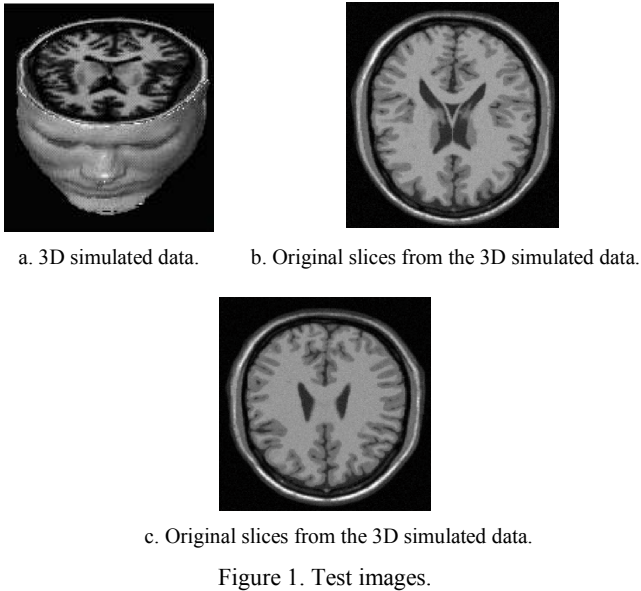 a. 3D simulated data.
b. Original slices from the 3D simulated data.
c. Original slices from the 3D simulated data.
Figure 1. Test images.